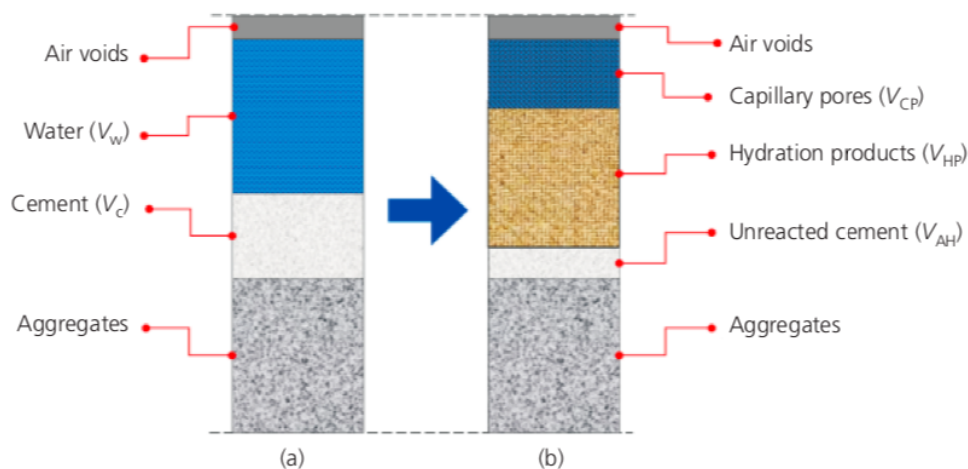 Air voids
Water (V_w)
Cement (V_c)
Aggregates
(a)
Air voids
Capillary pores (V_CP)
Hydration products (V_HP)
Unreacted cement (V_AH)
Aggregates
(b)